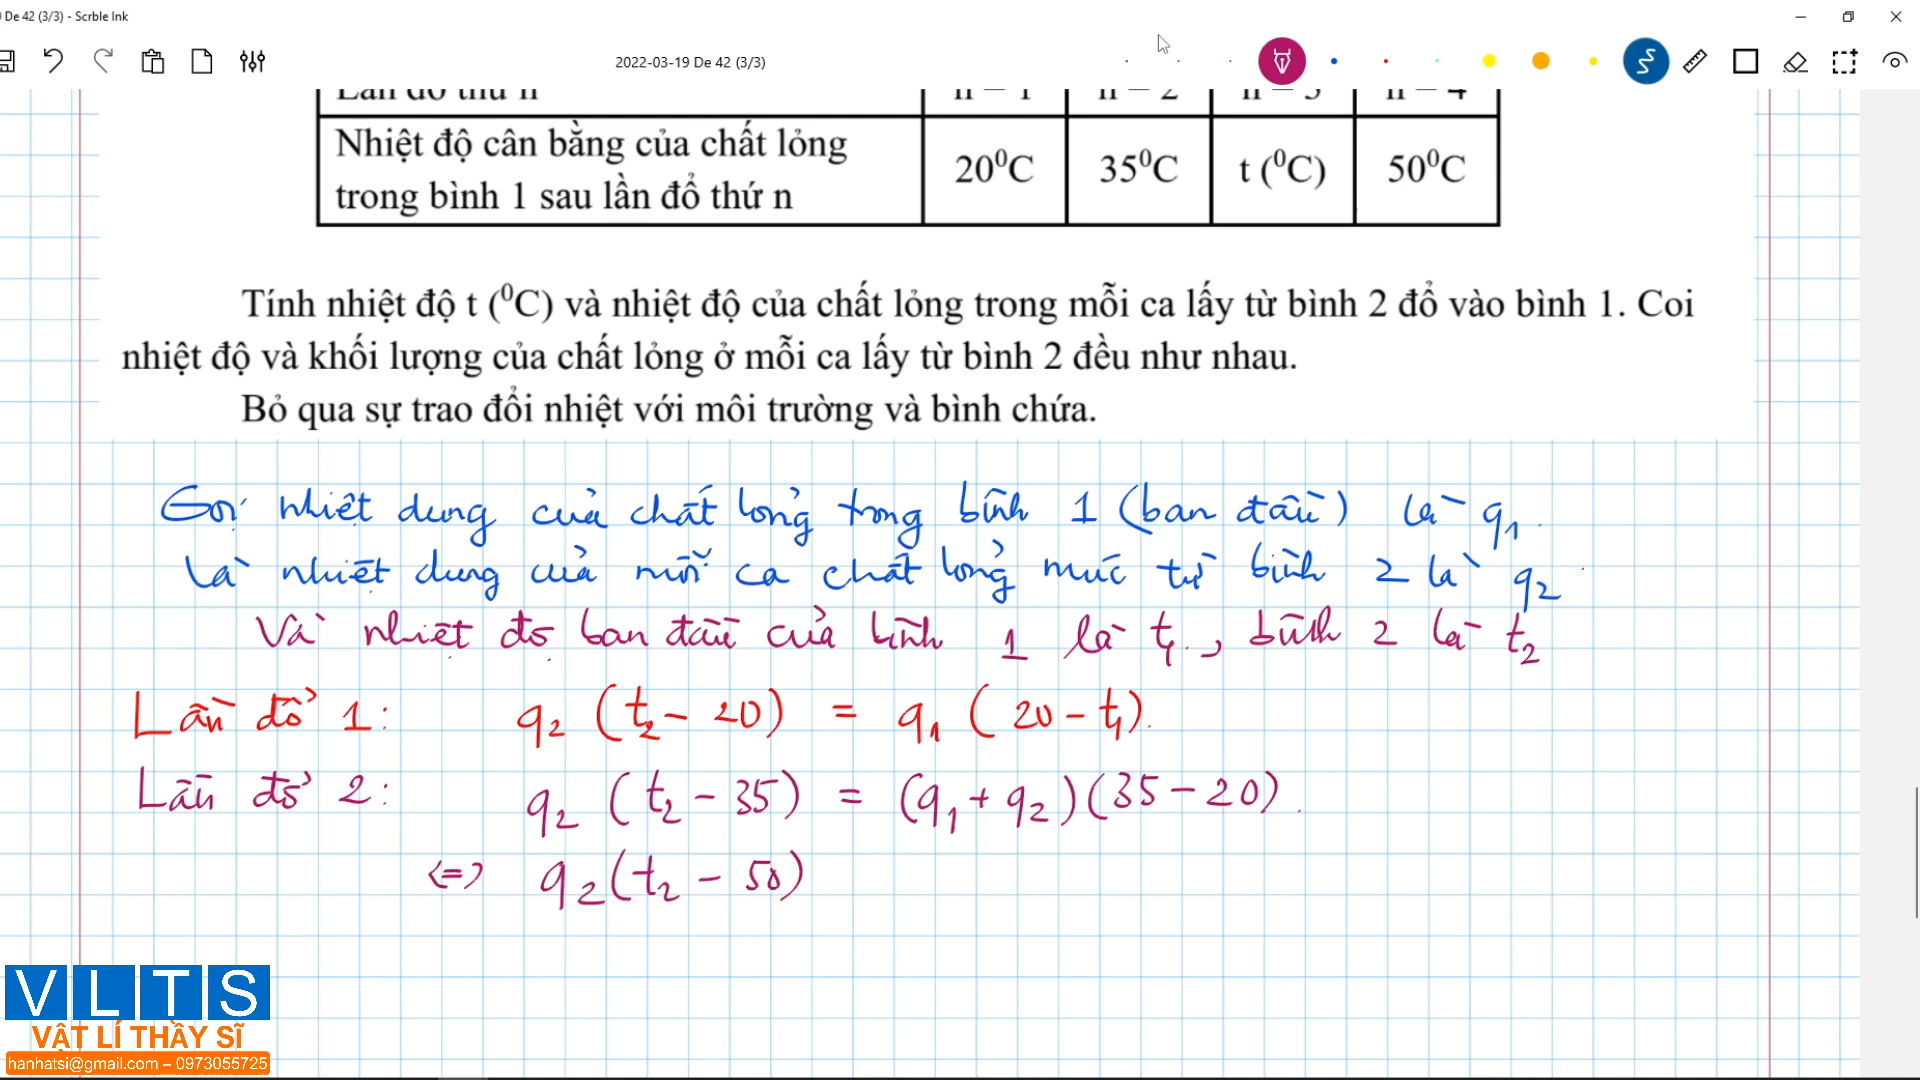 De 42 (3/3) - Scrble Ink
2022-03-19 De 42 (3/3)
Lần đổ thứ n n = 1 n = 2 n = 3 n = 4
Nhiệt độ cân bằng của chất lỏng
trong bình 1 sau lần đổ thứ n
20⁰C 35⁰C t (⁰C) 50⁰C
Tính nhiệt độ t (⁰C) và nhiệt độ của chất lỏng trong mỗi ca lấy từ bình 2 đổ vào bình 1. Coi
nhiệt độ và khối lượng của chất lỏng ở mỗi ca lấy từ bình 2 đều như nhau.
Bỏ qua sự trao đổi nhiệt với môi trường và bình chứa.
Gọi nhiệt dung của chất lỏng trong bình 1 (ban đầu) là q₁
Là nhiệt dung của mỗi ca chất lỏng múc từ bình 2 là q₂
Và nhiệt độ ban đầu của bình 1 là t₁, bình 2 là t₂
Lần đổ 1: q₂ (t₂ - 20) = q₁ (20 - t₁).
Lần đổ 2: q₂ (t₂ - 35) = (q₁ + q₂)(35 - 20).
<=> q₂(t₂ - 50)
VLTS
VẬT LÍ THẦY SĨ
hanhatsi@gmail.com – 0973055725